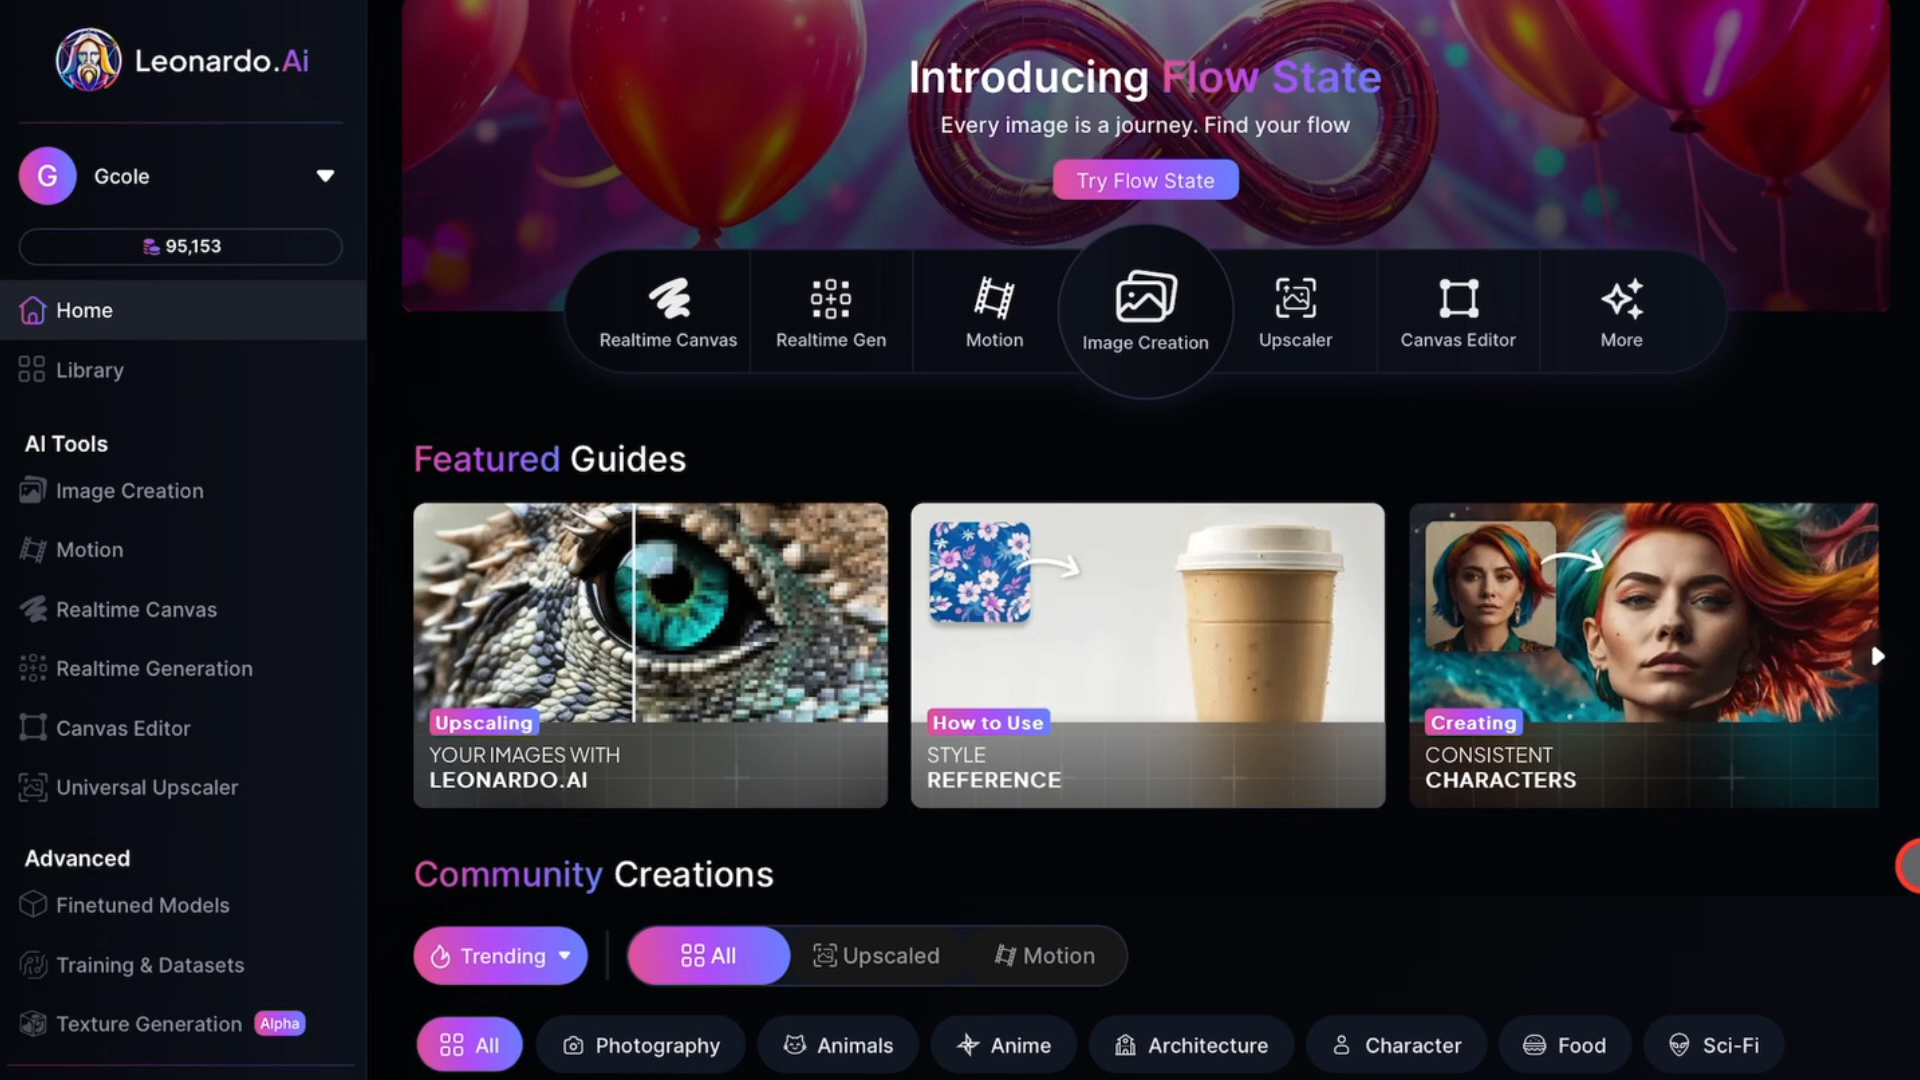 Leonardo.Ai
G
Gcole
95,153
Home
Library
AI Tools
Image Creation
Motion
Realtime Canvas
Realtime Generation
Canvas Editor
Universal Upscaler
Advanced
Finetuned Models
Training & Datasets
Texture Generation Alpha
Introducing Flow State
Every image is a journey. Find your flow
Try Flow State
Realtime Canvas
Realtime Gen
Motion
Image Creation
Upscaler
Canvas Editor
More
Featured Guides
Upscaling
YOUR IMAGES WITH
LEONARDO.AI
How to Use
STYLE
REFERENCE
Creating
CONSISTENT
CHARACTERS
Community Creations
Trending
All
Upscaled
Motion
All
Photography
Animals
Anime
Architecture
Character
Food
Sci-Fi